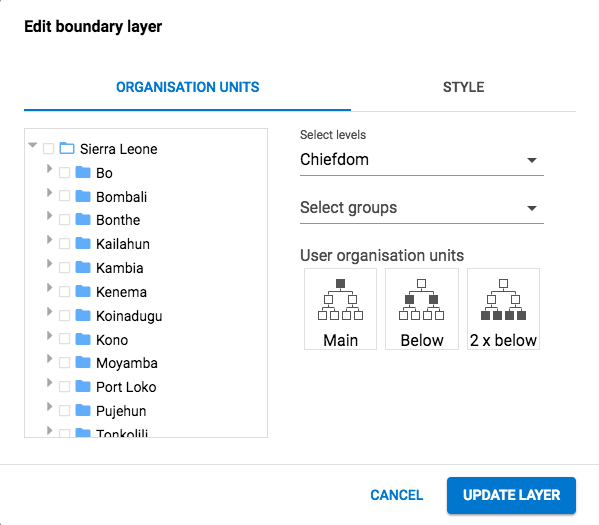 Edit boundary layer
ORGANISATION UNITS
STYLE
Sierra Leone
Bo
Bombali
Bonthe
Kailahun
Kambia
Kenema
Koinadugu
Kono
Moyamba
Port Loko
Pujehun
Tonkolili
Select levels
Chiefdom
Select groups
User organisation units
Main
Below
2 x below
CANCEL
UPDATE LAYER